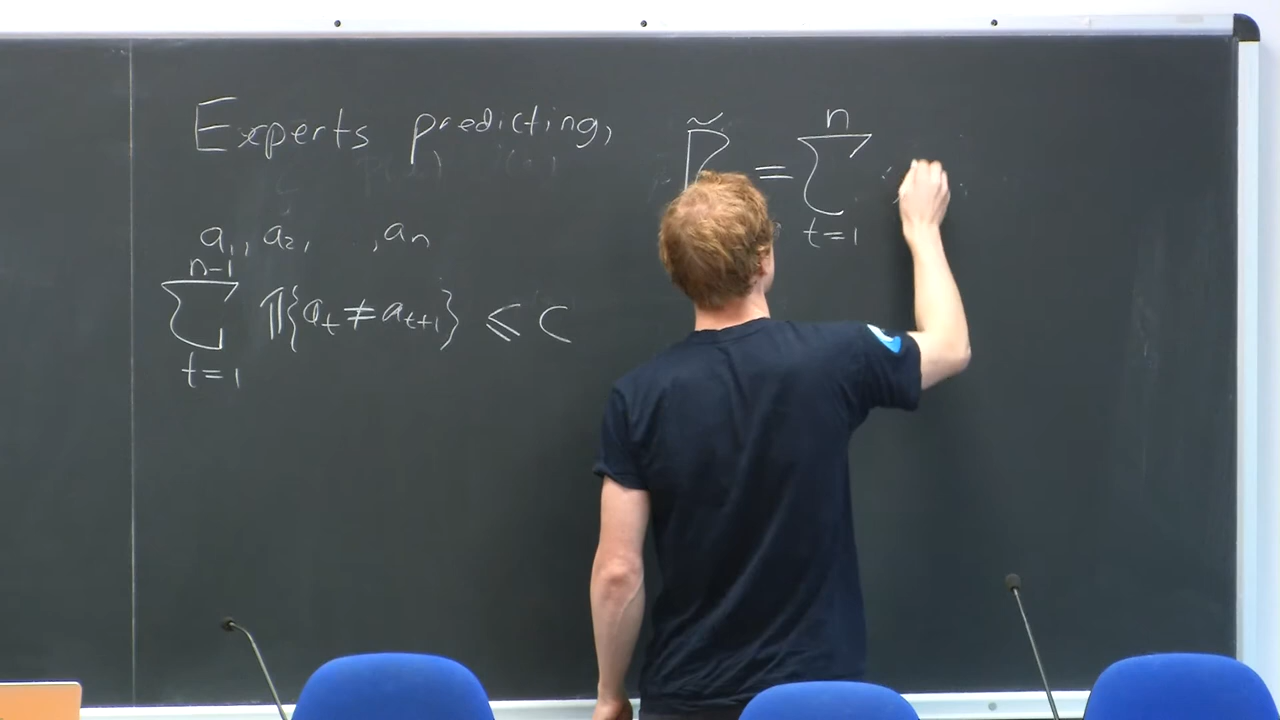 Experts predicting,
a₁, a₂, , aₙ
n-1
∑ 𝟙{aₜ ≠ aₜ₊₁} ≤ C
t=1
n
R̃ = ∑
t=1